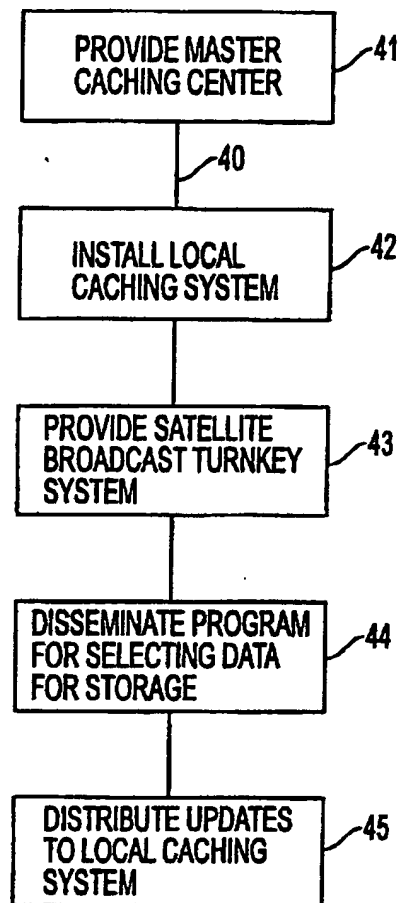 PROVIDE MASTER
CACHING CENTER
41
40
INSTALL LOCAL
CACHING SYSTEM
42
PROVIDE SATELLITE
BROADCAST TURNKEY
SYSTEM
43
DISSEMINATE PROGRAM
FOR SELECTING DATA
FOR STORAGE
44
DISTRIBUTE UPDATES
TO LOCAL CACHING
SYSTEM
45